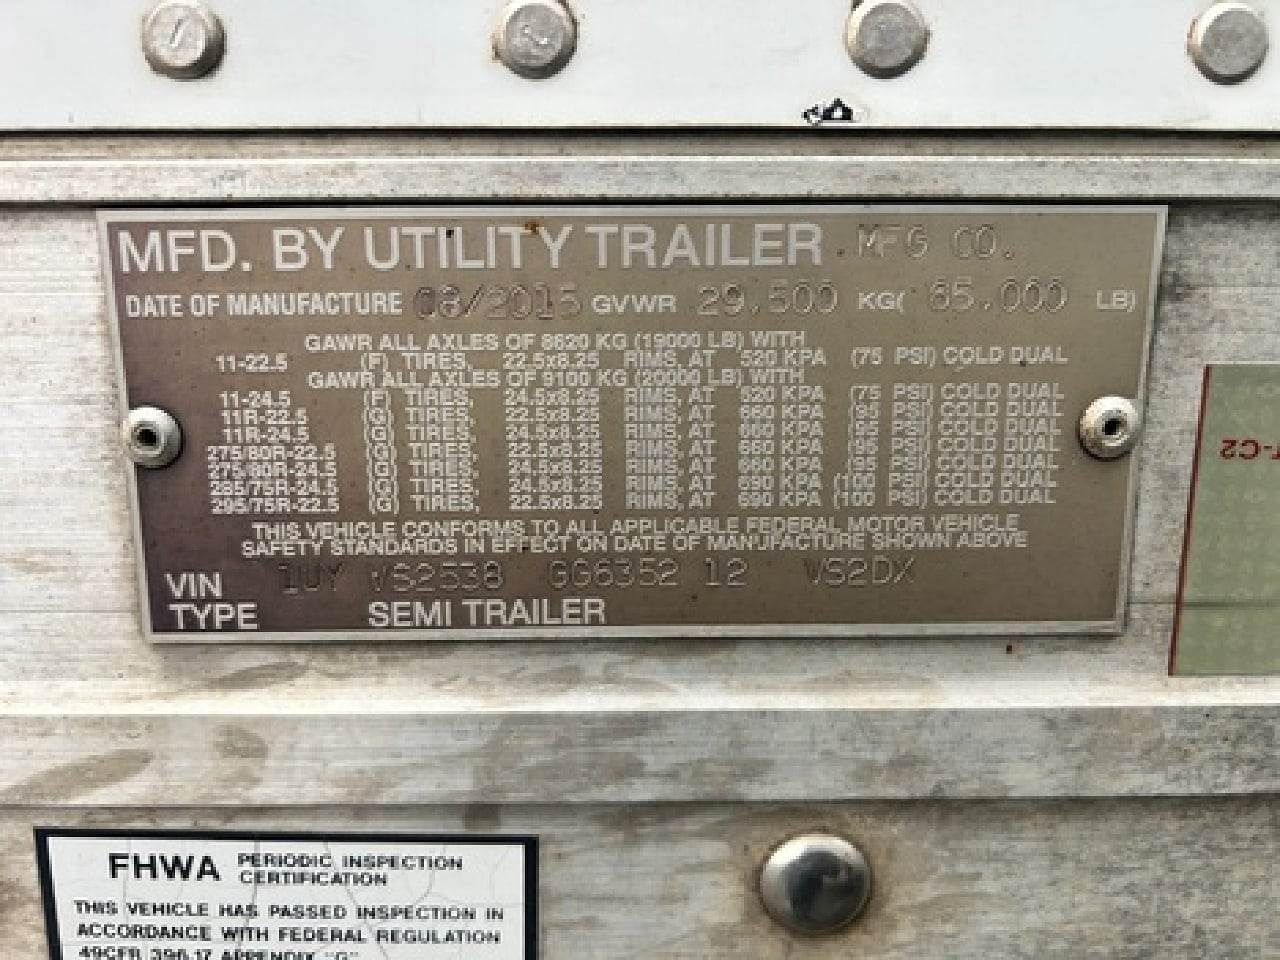 MFD. BY UTILITY TRAILER MFG CO.
DATE OF MANUFACTURE 08/2015 GVWR 29,500 KG( 65,000 LB)
GAWR ALL AXLES OF 8620 KG (19000 LB) WITH
11-22.5 (F) TIRES, 22.5x8.25 RIMS, AT 520 KPA (75 PSI) COLD DUAL
GAWR ALL AXLES OF 9100 KG (20000 LB) WITH
11-24.5 (F) TIRES, 24.5x8.25 RIMS, AT 520 KPA (75 PSI) COLD DUAL
11R-22.5 (G) TIRES, 22.5x8.25 RIMS, AT 660 KPA (95 PSI) COLD DUAL
11R-24.5 (G) TIRES, 24.5x8.25 RIMS, AT 660 KPA (95 PSI) COLD DUAL
275/80R-22.5 (G) TIRES, 22.5x8.25 RIMS, AT 660 KPA (95 PSI) COLD DUAL
275/80R-24.5 (G) TIRES, 24.5x8.25 RIMS, AT 660 KPA (95 PSI) COLD DUAL
285/75R-24.5 (G) TIRES, 24.5x8.25 RIMS, AT 690 KPA (100 PSI) COLD DUAL
295/75R-22.5 (G) TIRES, 22.5x8.25 RIMS, AT 690 KPA (100 PSI) COLD DUAL
THIS VEHICLE CONFORMS TO ALL APPLICABLE FEDERAL MOTOR VEHICLE
SAFETY STANDARDS IN EFFECT ON DATE OF MANUFACTURE SHOWN ABOVE
VIN 1UY VS2538 GG6352 12 VS2DX
TYPE SEMI TRAILER
FHWA PERIODIC INSPECTION
CERTIFICATION
THIS VEHICLE HAS PASSED INSPECTION IN
ACCORDANCE WITH FEDERAL REGULATION
49CFR 396.17 APPENDIX "G"